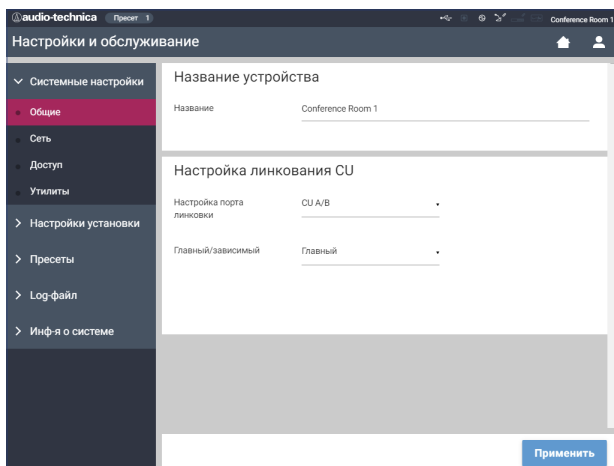 audio-technica Пресет 1 Conference Room 1
Настройки и обслуживание
Системные настройки
Общие
Сеть
Доступ
Утилиты
Настройки установки
Пресеты
Log-файл
Инф-я о системе
Название устройства
Название Conference Room 1
Настройка линкования CU
Настройка порта
линковки
CU A/B
Главный/зависимый Главный
Применить